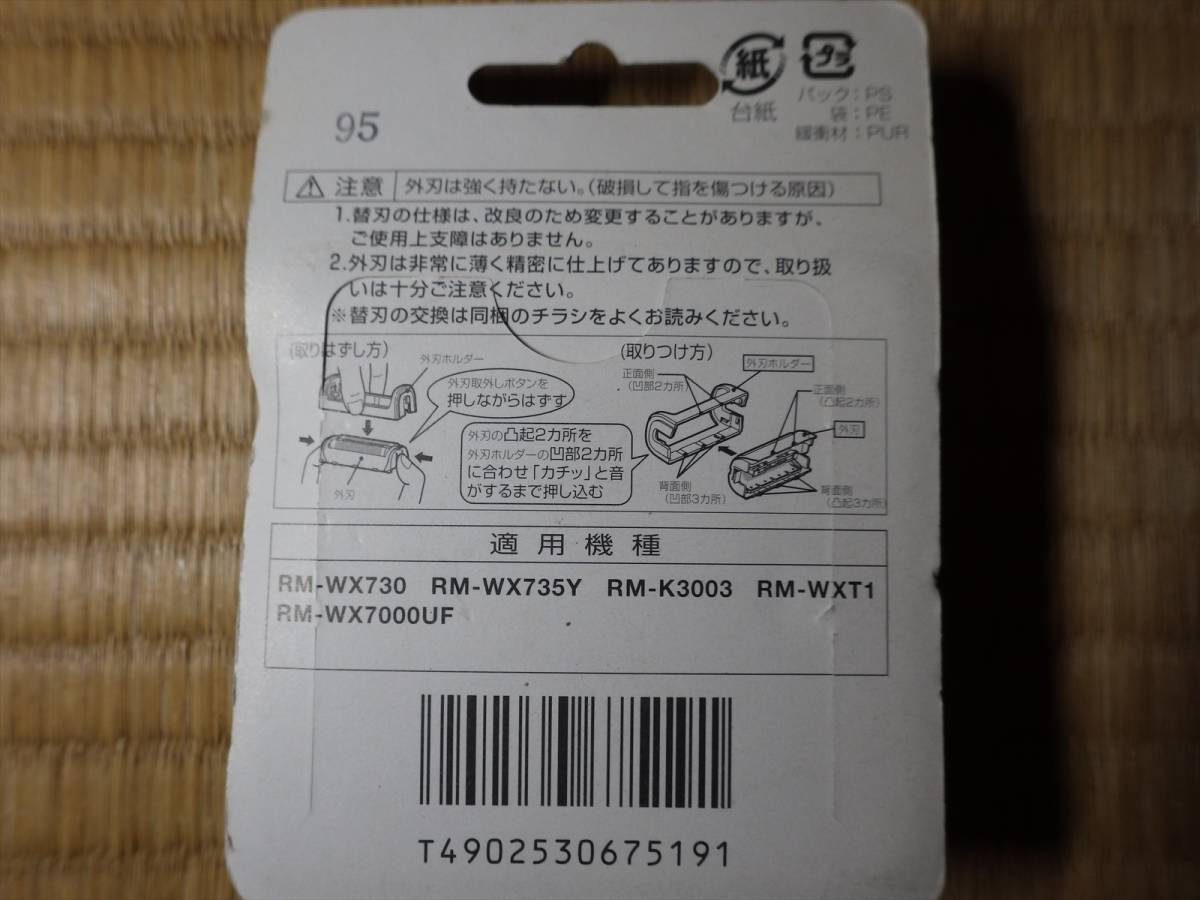 95
紙
台紙
プラ
パック：PS
袋：PE
緩衝材：PUR
注意 外刃は強く持たない。(破損して指を傷つける原因)
1.替刃の仕様は、改良のため変更することがありますが、
ご使用上支障はありません。
2.外刃は非常に薄く精密に仕上げてありますので、取り扱
いは十分ご注意ください。
※替刃の交換は同梱のチラシをよくお読みください。
(取りはずし方)
外刃ホルダー
外刃取外しボタンを
押しながらはずす
外刃
(取りつけ方)
正面側
(凹部2カ所)
外刃ホルダー
正面側
(凸起2カ所)
外刃
外刃の凸起2カ所を
外刃ホルダーの凹部2カ所
に合わせ「カチッ」と音
がするまで押し込む
背面側
(凹部3カ所)
背面側
(凸起3カ所)
適用機種
RM-WX730 RM-WX735Y RM-K3003 RM-WXT1
RM-WX7000UF
T4902530675191